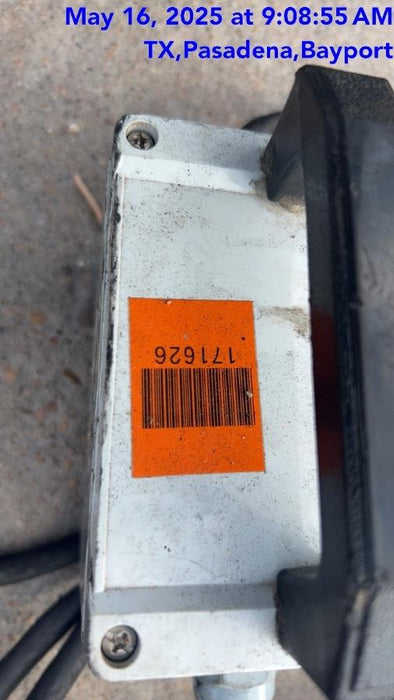 May 16, 2025 at 9:08:55 AM
TX,Pasadena,Bayport
171626